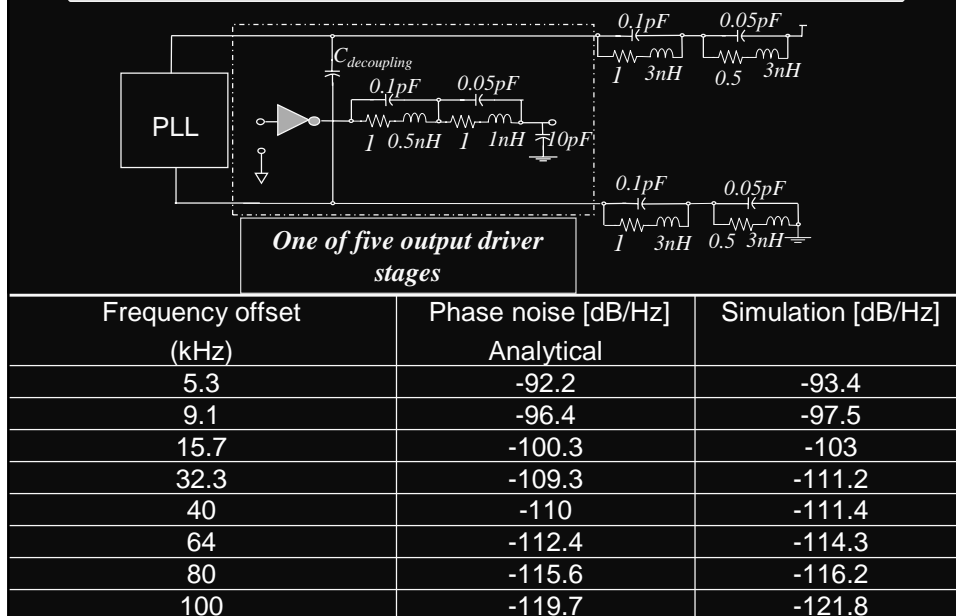 0.1pF 0.05pF
1 3nH 0.5 3nH
C decoupling
0.1pF 0.05pF
PLL
1 0.5nH 1 1nH 10pF
0.1pF 0.05pF
1 3nH 0.5 3nH
One of five output driver
stages
Frequency offset Phase noise [dB/Hz] Simulation [dB/Hz]
(kHz) Analytical
5.3 -92.2 -93.4
9.1 -96.4 -97.5
15.7 -100.3 -103
32.3 -109.3 -111.2
40 -110 -111.4
64 -112.4 -114.3
80 -115.6 -116.2
100 -119.7 -121.8